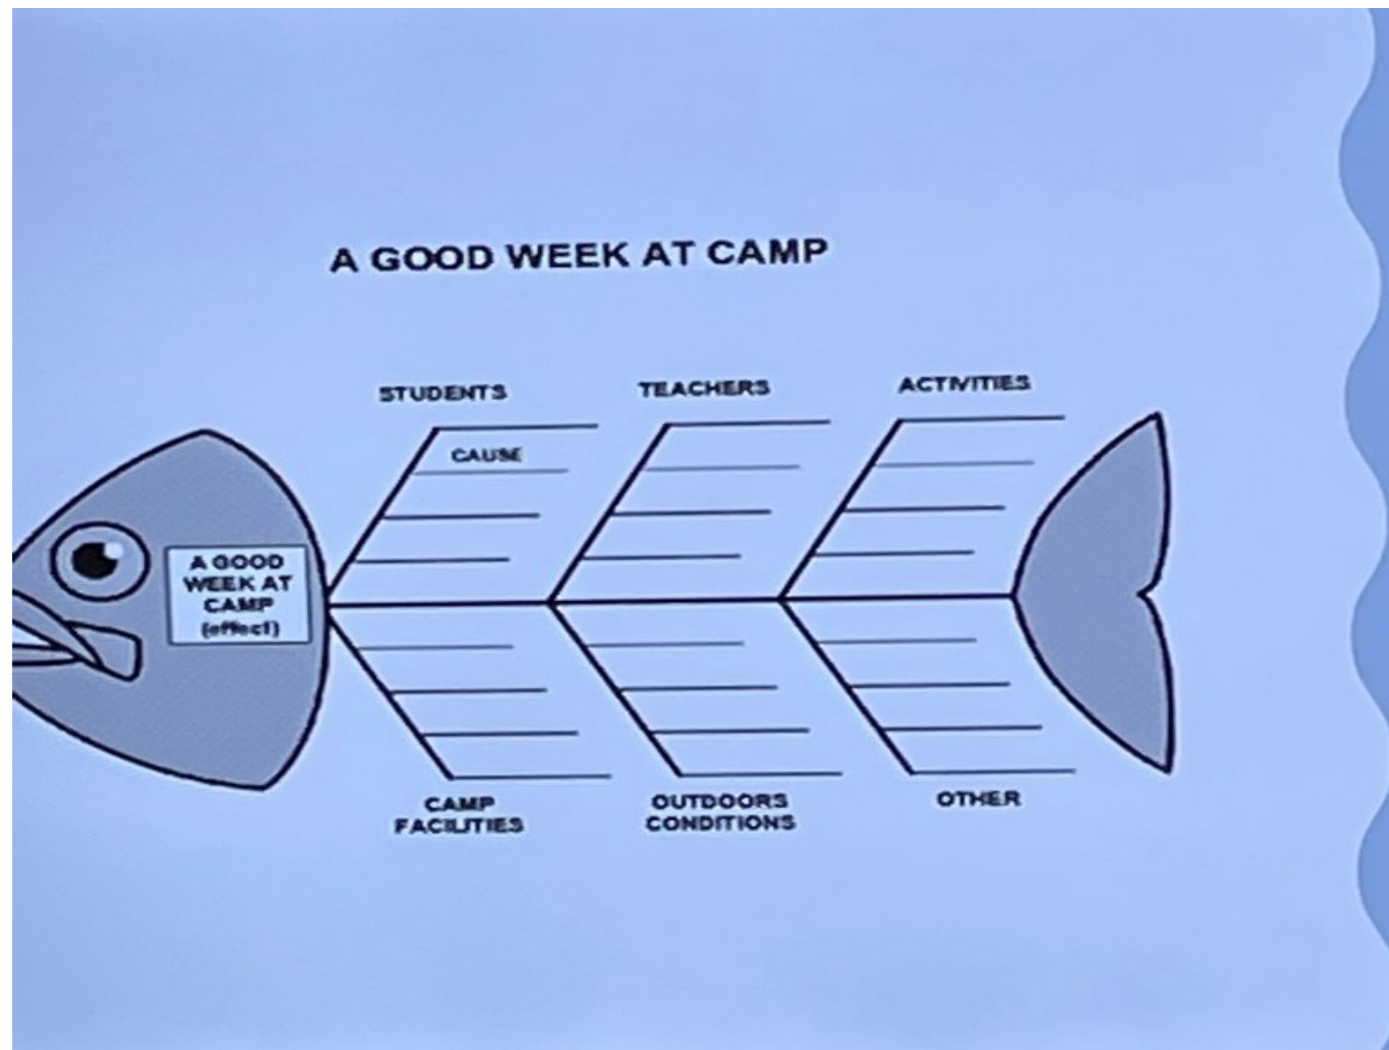 A GOOD WEEK AT CAMP
STUDENTS
TEACHERS
ACTIVITIES
CAUSE
A GOOD
WEEK AT
CAMP
(effect)
CAMP
FACILITIES
OUTDOORS
CONDITIONS
OTHER